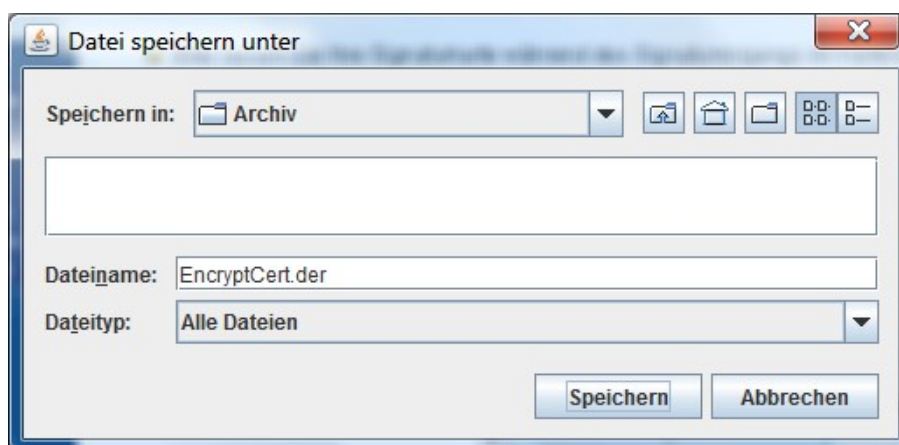 Datei speichern unter
Speichern in: Archiv
Dateiname: EncryptCert.der
Dateityp: Alle Dateien
Speichern Abbrechen